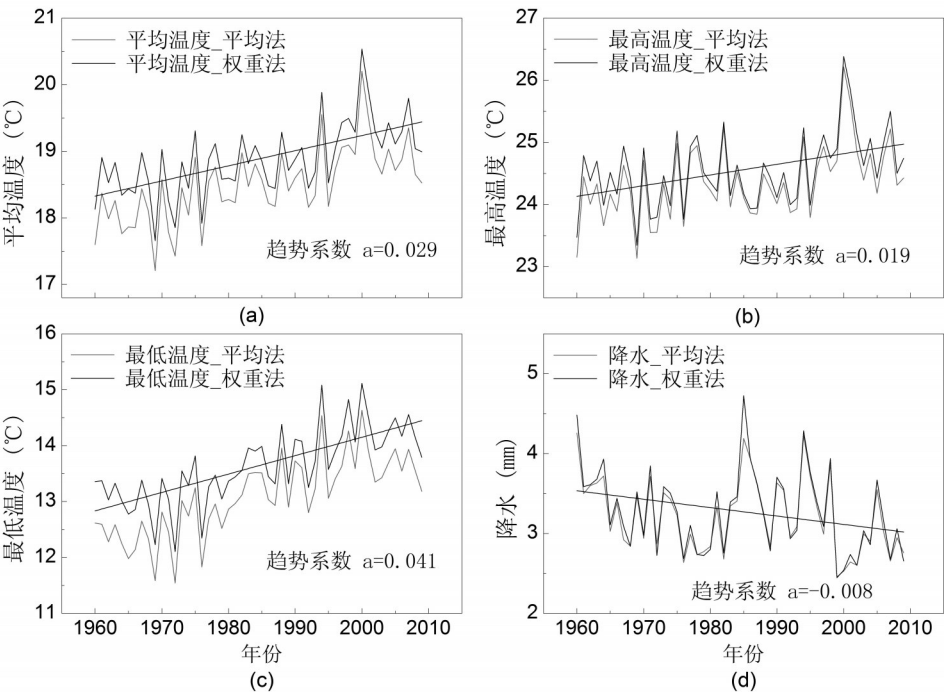 21
20
19
18
17
平均温度 (℃)
平均温度_平均法
平均温度_权重法
趋势系数 a=0.029
(a)
27
26
25
24
23
最高温度 (℃)
最高温度_平均法
最高温度_权重法
趋势系数 a=0.019
(b)
16
15
14
13
12
11
最低温度 (℃)
最低温度_平均法
最低温度_权重法
趋势系数 a=0.041
1960 1970 1980 1990 2000 2010
年份
(c)
5
4
3
2
降水 (mm)
降水_平均法
降水_权重法
趋势系数 a=-0.008
1960 1970 1980 1990 2000 2010
年份
(d)